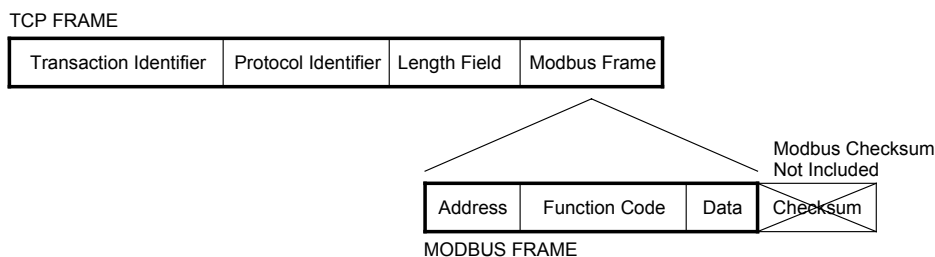 TCP FRAME
Transaction Identifier
Protocol Identifier
Length Field
Modbus Frame
Modbus Checksum
Not Included
Address
Function Code
Data
Checksum
MODBUS FRAME